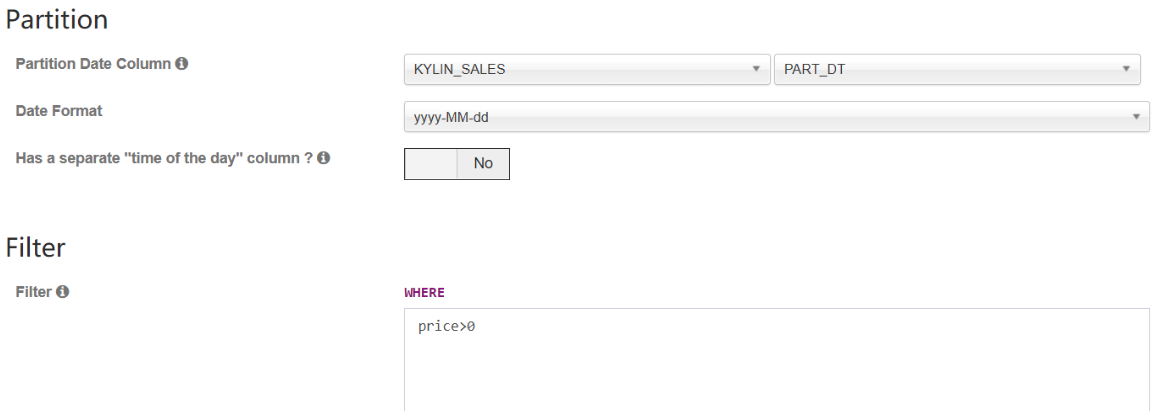 Partition
Partition Date Column
KYLIN_SALES
PART_DT
Date Format
yyyy-MM-dd
Has a separate "time of the day" column ?
No
Filter
Filter
WHERE
price>0